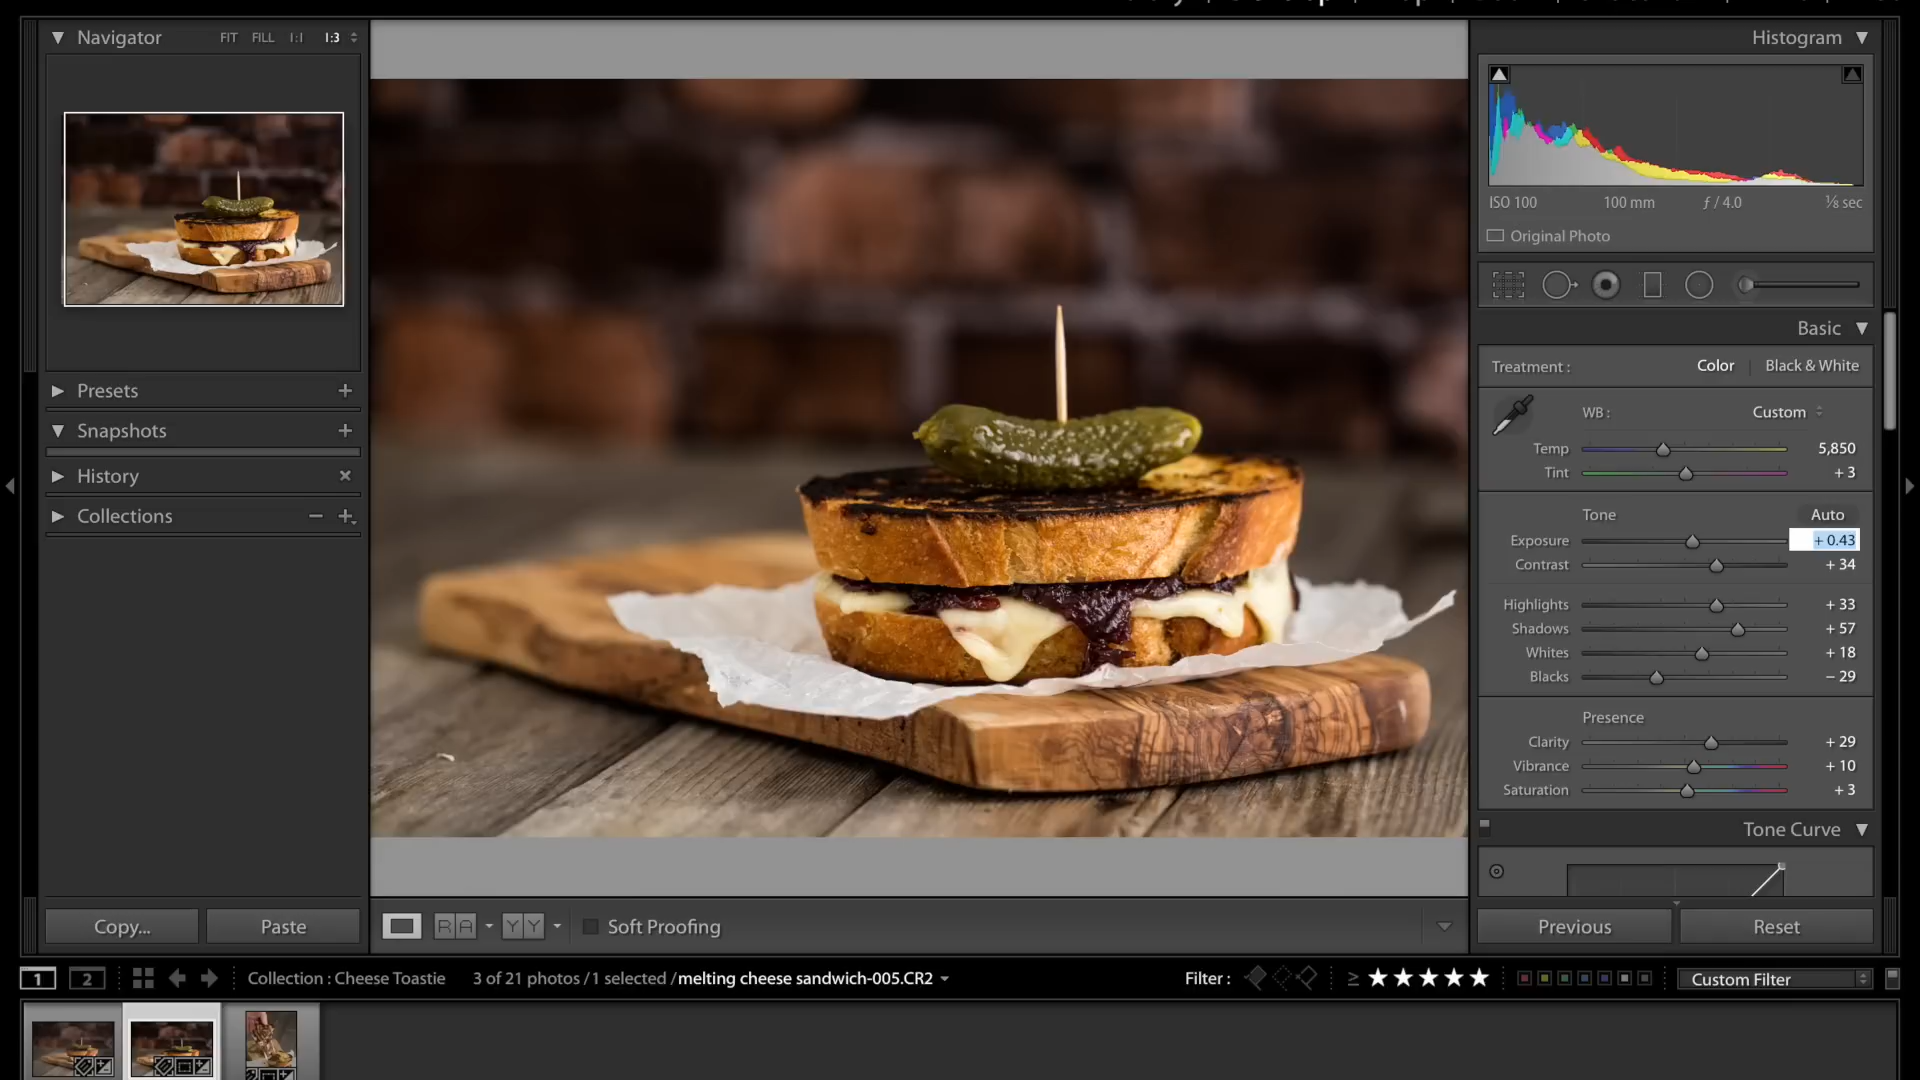 Navigator FIT FILL 1:1 1:3
Presets
Snapshots
History
Collections
Copy... Paste
R A Y Y Soft Proofing
Histogram
ISO 100 100 mm ƒ / 4.0 ⅛ sec
Original Photo
Basic
Treatment : Color Black & White
WB : Custom
Temp 5,850
Tint + 3
Tone Auto
Exposure + 0.43
Contrast + 34
Highlights + 33
Shadows + 57
Whites + 18
Blacks − 29
Presence
Clarity + 29
Vibrance + 10
Saturation + 3
Tone Curve
Previous Reset
1 2 Collection : Cheese Toastie 3 of 21 photos / 1 selected / melting cheese sandwich-005.CR2 Filter : ≥ ★★★★★ Custom Filter